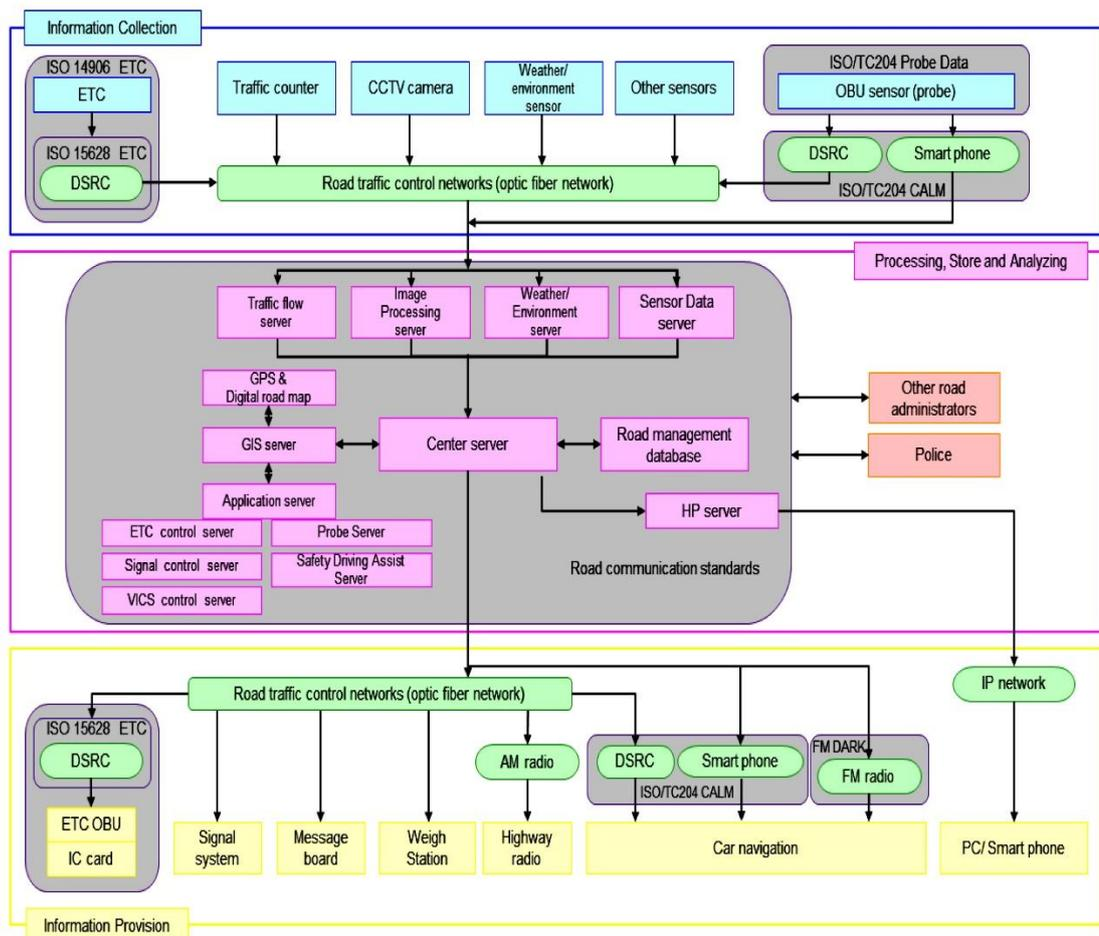 Information Collection
ISO 14906 ETC
ETC
ISO 15628 ETC
DSRC
Traffic counter
CCTV camera
Weather/
environment
sensor
Other sensors
ISO/TC204 Probe Data
OBU sensor (probe)
DSRC
Smart phone
ISO/TC204 CALM
Road traffic control networks (optic fiber network)
Processing, Store and Analyzing
Traffic flow
server
Image
Processing
server
Weather/
Environment
server
Sensor Data
server
GPS &
Digital road map
GIS server
Application server
Center server
Road management
database
HP server
Other road
administrators
Police
ETC control server
Probe Server
Signal control server
Safety Driving Assist
Server
VICS control server
Road communication standards
Road traffic control networks (optic fiber network)
IP network
ISO 15628 ETC
DSRC
ETC OBU
IC card
AM radio
DSRC
Smart phone
ISO/TC204 CALM
FM DARK
FM radio
Signal
system
Message
board
Weigh
Station
Highway
radio
Car navigation
PC/ Smart phone
Information Provision